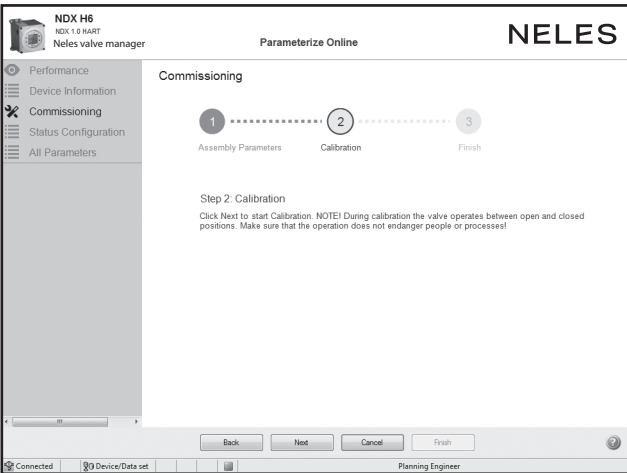 NDX H6
NDX 1.0 HART
Neles valve manager
Parameterize Online
NELES
Performance
Device Information
Commissioning
Status Configuration
All Parameters
Commissioning
1
2
3
Assembly Parameters
Calibration
Finish
Step 2: Calibration
Click Next to start Calibration. NOTE! During calibration the valve operates between open and closed
positions. Make sure that the operation does not endanger people or processes!
Back
Next
Cancel
Finish
?
Connected
Device/Data set
Planning Engineer